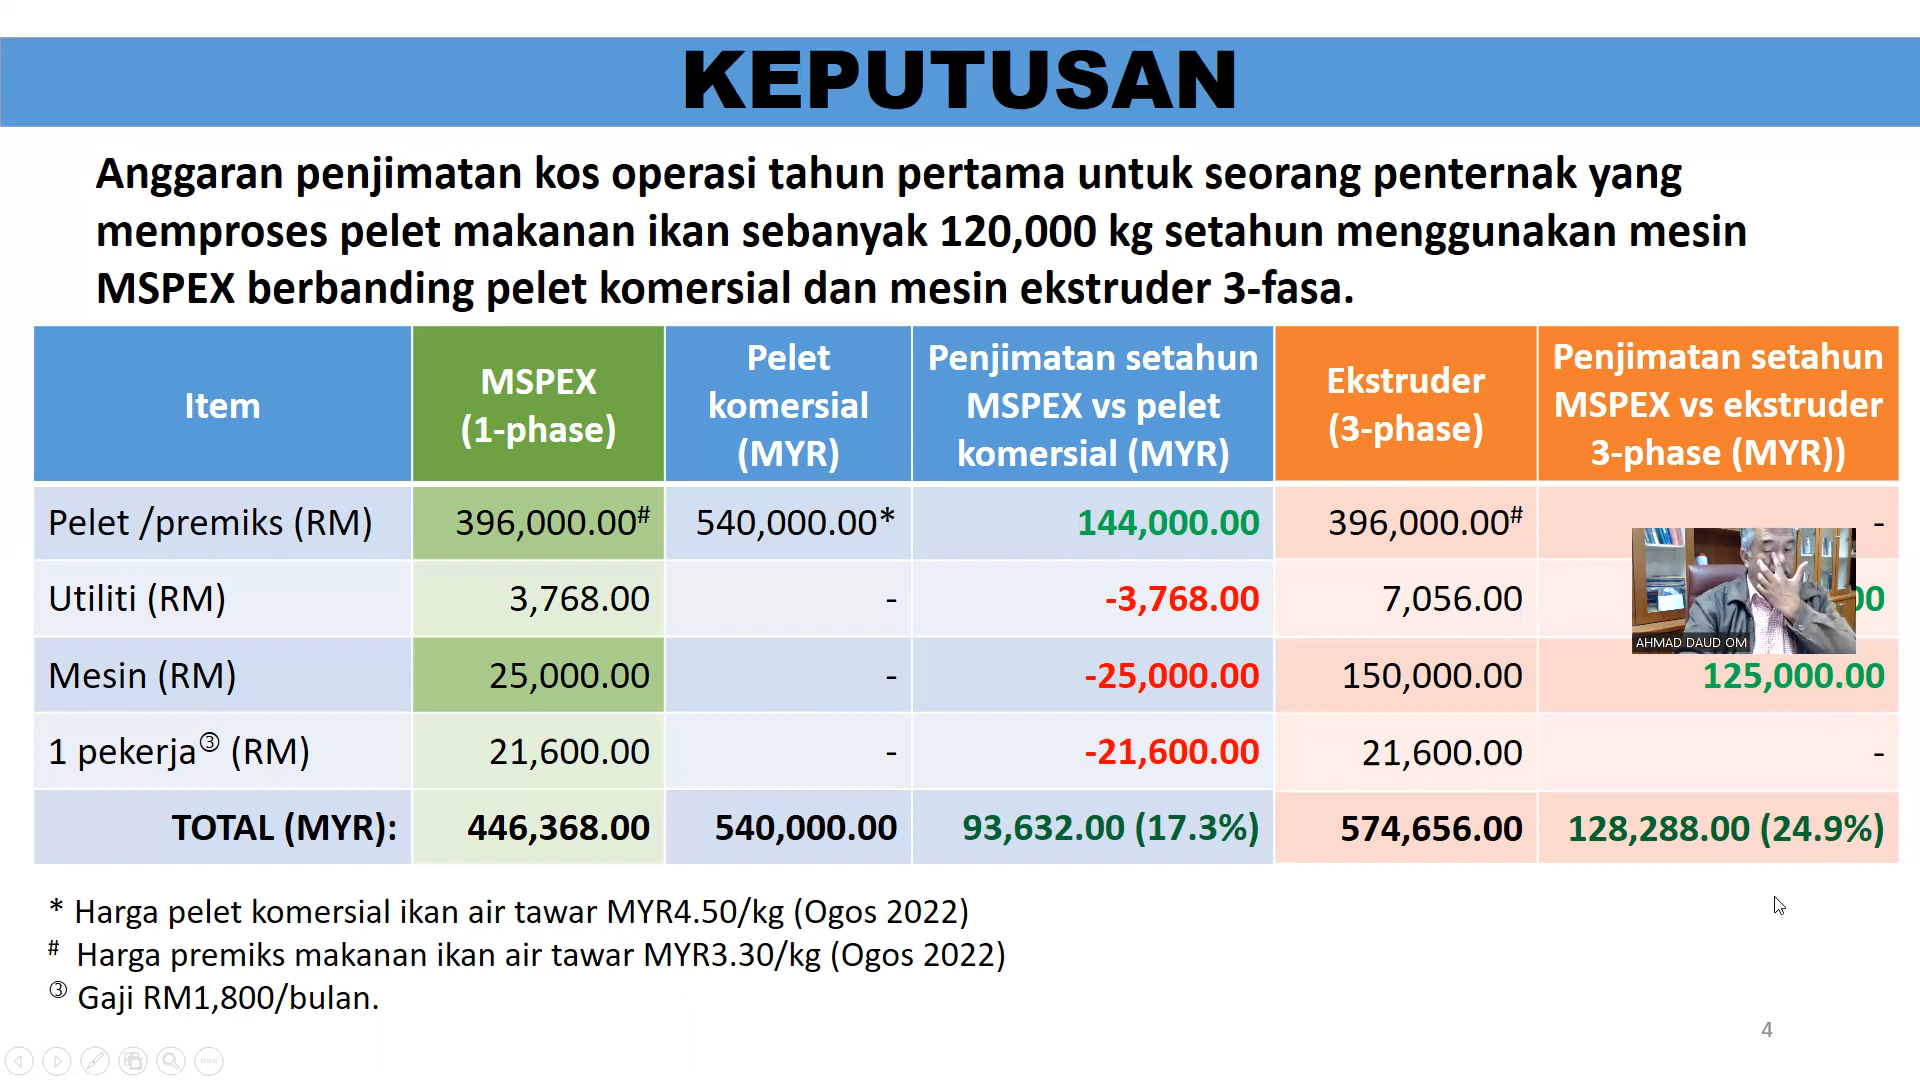 KEPUTUSAN
Anggaran penjimatan kos operasi tahun pertama untuk seorang penternak yang
memproses pelet makanan ikan sebanyak 120,000 kg setahun menggunakan mesin
MSPEX berbanding pelet komersial dan mesin ekstruder 3-fasa.
Item
MSPEX
(1-phase)
Pelet
komersial
(MYR)
Penjimatan setahun
MSPEX vs pelet
komersial (MYR)
Ekstruder
(3-phase)
Penjimatan setahun
MSPEX vs ekstruder
3-phase (MYR))
Pelet /premiks (RM) 396,000.00# 540,000.00* 144,000.00 396,000.00# -
Utiliti (RM) 3,768.00 - -3,768.00 7,056.00
Mesin (RM) 25,000.00 - -25,000.00 150,000.00 125,000.00
1 pekerja③ (RM) 21,600.00 - -21,600.00 21,600.00 -
TOTAL (MYR): 446,368.00 540,000.00 93,632.00 (17.3%) 574,656.00 128,288.00 (24.9%)
AHMAD DAUD OM
* Harga pelet komersial ikan air tawar MYR4.50/kg (Ogos 2022)
# Harga premiks makanan ikan air tawar MYR3.30/kg (Ogos 2022)
③ Gaji RM1,800/bulan.
4